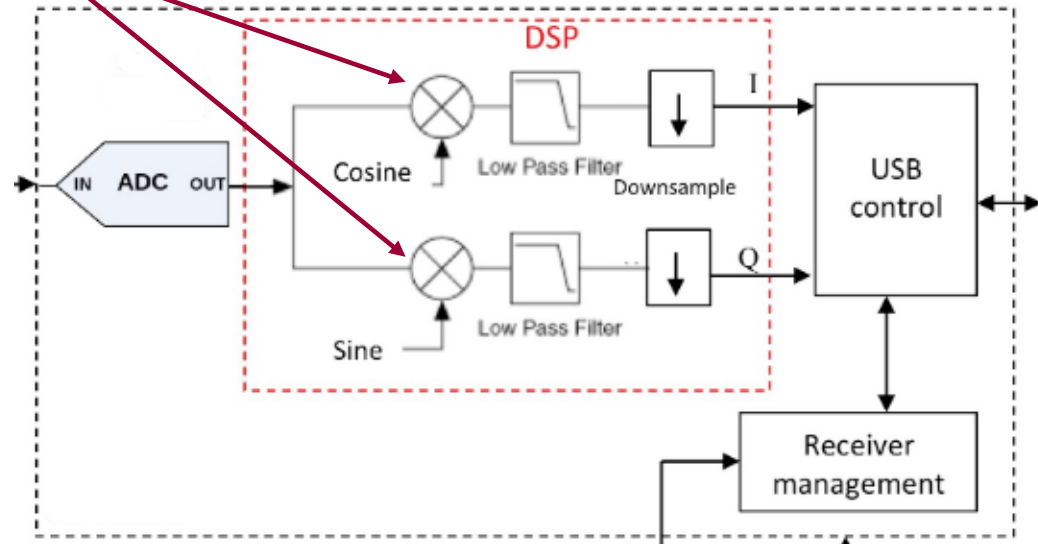 DSP
I
IN ADC OUT
Cosine
Low Pass Filter
Downsample
USB
control
Q
Low Pass Filter
Sine
Receiver
management